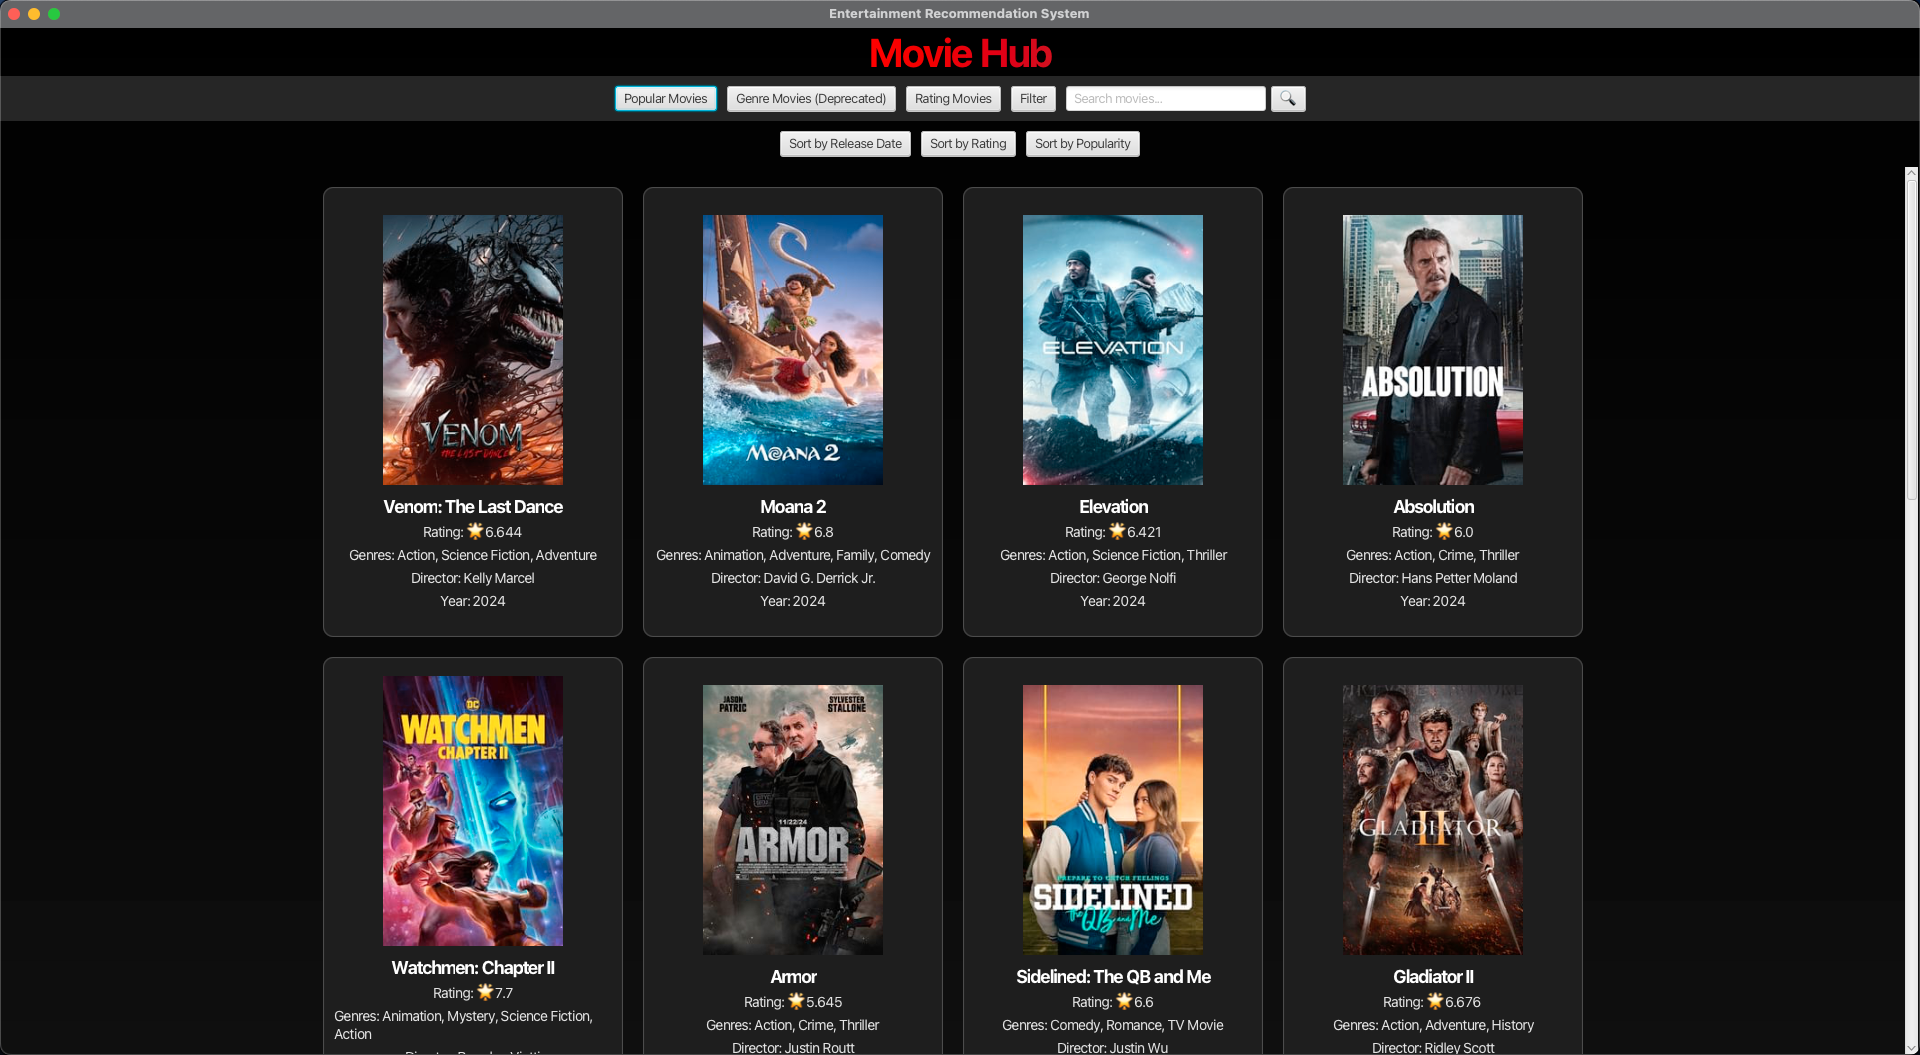 Entertainment Recommendation System
Movie Hub
Popular Movies
Genre Movies (Deprecated)
Rating Movies
Filter
Search movies...
Sort by Release Date
Sort by Rating
Sort by Popularity
VENOM
THE LAST DANCE
Venom: The Last Dance
Rating: 🌟6.644
Genres: Action, Science Fiction, Adventure
Director: Kelly Marcel
Year: 2024
MOANA 2
Moana 2
Rating: 🌟6.8
Genres: Animation, Adventure, Family, Comedy
Director: David G. Derrick Jr.
Year: 2024
ELEVATION
Elevation
Rating: 🌟6.421
Genres: Action, Science Fiction, Thriller
Director: George Nolfi
Year: 2024
ABSOLUTION
Absolution
Rating: 🌟6.0
Genres: Action, Crime, Thriller
Director: Hans Petter Moland
Year: 2024
DC
WATCHMEN
CHAPTER II
Watchmen: Chapter II
Rating: 🌟7.7
Genres: Animation, Mystery, Science Fiction,
Action
JASON
PATRIC
SYLVESTER
STALLONE
11/22/24
ARMOR
Armor
Rating: 🌟5.645
Genres: Action, Crime, Thriller
Director: Justin Routt
PREPARE TO CATCH FEELINGS
SIDELINED
The QB and Me
Sidelined: The QB and Me
Rating: 🌟6.6
Genres: Comedy, Romance, TV Movie
Director: Justin Wu
GLADIATOR
II
Gladiator II
Rating: 🌟6.676
Genres: Action, Adventure, History
Director: Ridley Scott